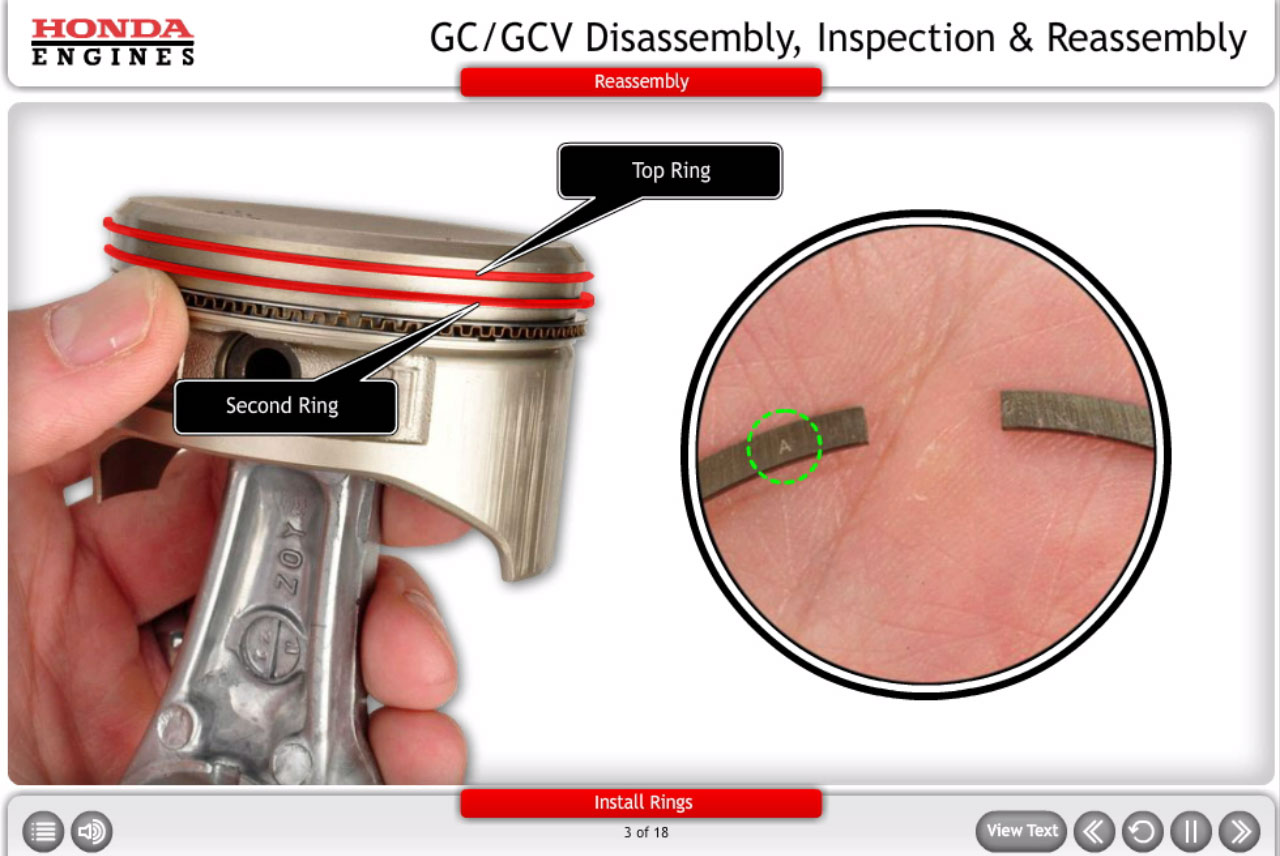 HONDA
ENGINES
GC/GCV Disassembly, Inspection & Reassembly
Reassembly
Top Ring
Second Ring
A
ZOY
Install Rings
3 of 18
View Text